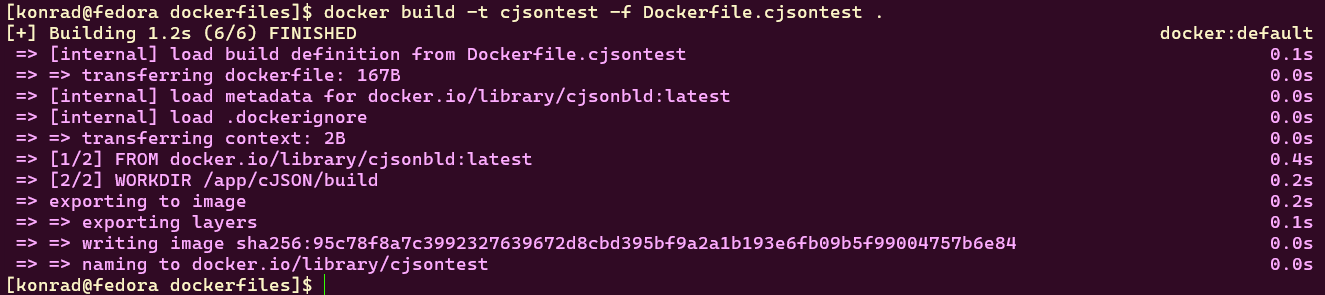 [konrad@fedora dockerfiles]$ docker build -t cjsontest -f Dockerfile.cjsontest .
[+] Building 1.2s (6/6) FINISHED docker:default
=> [internal] load build definition from Dockerfile.cjsontest 0.1s
=> => transferring dockerfile: 167B 0.0s
=> [internal] load metadata for docker.io/library/cjsonbld:latest 0.0s
=> [internal] load .dockerignore 0.0s
=> => transferring context: 2B 0.0s
=> [1/2] FROM docker.io/library/cjsonbld:latest 0.4s
=> [2/2] WORKDIR /app/cJSON/build 0.2s
=> exporting to image 0.2s
=> => exporting layers 0.1s
=> => writing image sha256:95c78f8a7c3992327639672d8cbd395bf9a2a1b193e6fb09b5f99004757b6e84 0.0s
=> => naming to docker.io/library/cjsontest 0.0s
[konrad@fedora dockerfiles]$